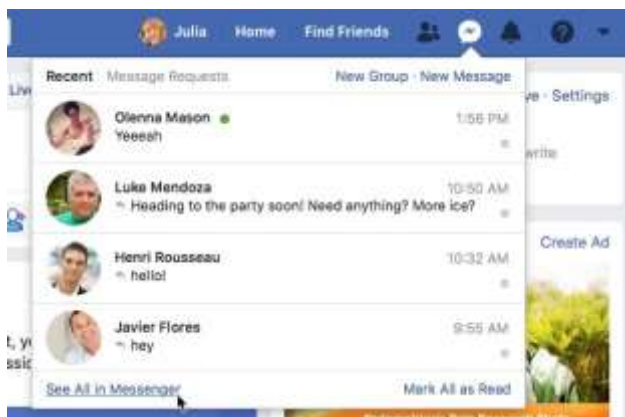 Julia Home Find Friends
Recent Message Requests New Group · New Message
Settings
Olenna Mason 1:56 PM
Yeeeah
Luke Mendoza 10:50 AM
Heading to the party soon! Need anything? More ice?
Create Ad
Henri Rousseau 10:32 AM
hello!
Javier Flores 9:55 AM
hey
See All in Messenger Mark All as Read